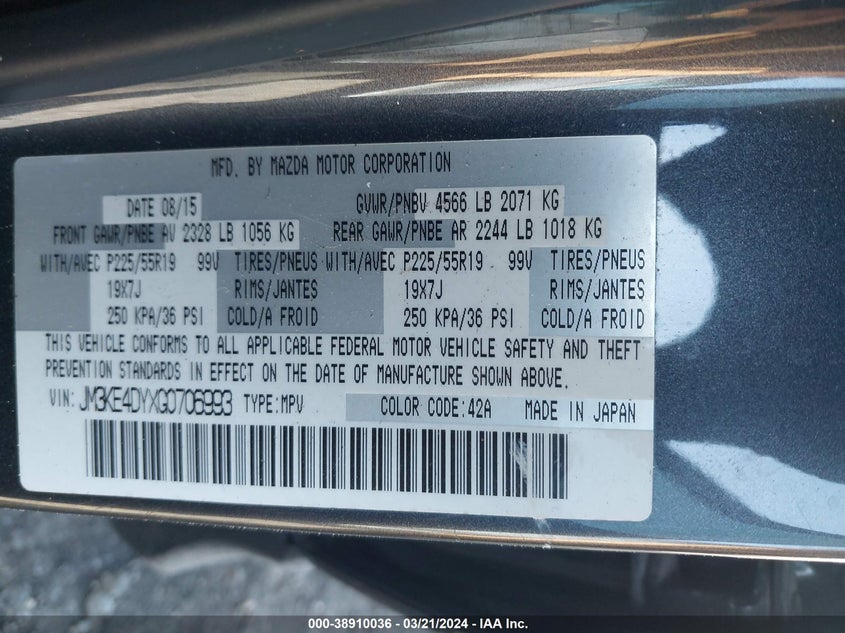 MFD. BY MAZDA MOTOR CORPORATION
DATE 08/15 GVWR/PNBV 4566 LB 2071 KG
FRONT GAWR/PNBE AV 2328 LB 1056 KG REAR GAWR/PNBE AR 2244 LB 1018 KG
WITH/AVEC P225/55R19 99V TIRES/PNEUS WITH/AVEC P225/55R19 99V TIRES/PNEUS
19X7J RIMS/JANTES 19X7J RIMS/JANTES
250 KPA/36 PSI COLD/A FROID 250 KPA/36 PSI COLD/A FROID
THIS VEHICLE CONFORMS TO ALL APPLICABLE FEDERAL MOTOR VEHICLE SAFETY AND THEFT
PREVENTION STANDARDS IN EFFECT ON THE DATE OF MANUFACTURE SHOWN ABOVE.
VIN: JM3KE4DYXG0706993 TYPE:MPV COLOR CODE:42A MADE IN JAPAN
000-38910036 - 03/21/2024 - IAA Inc.